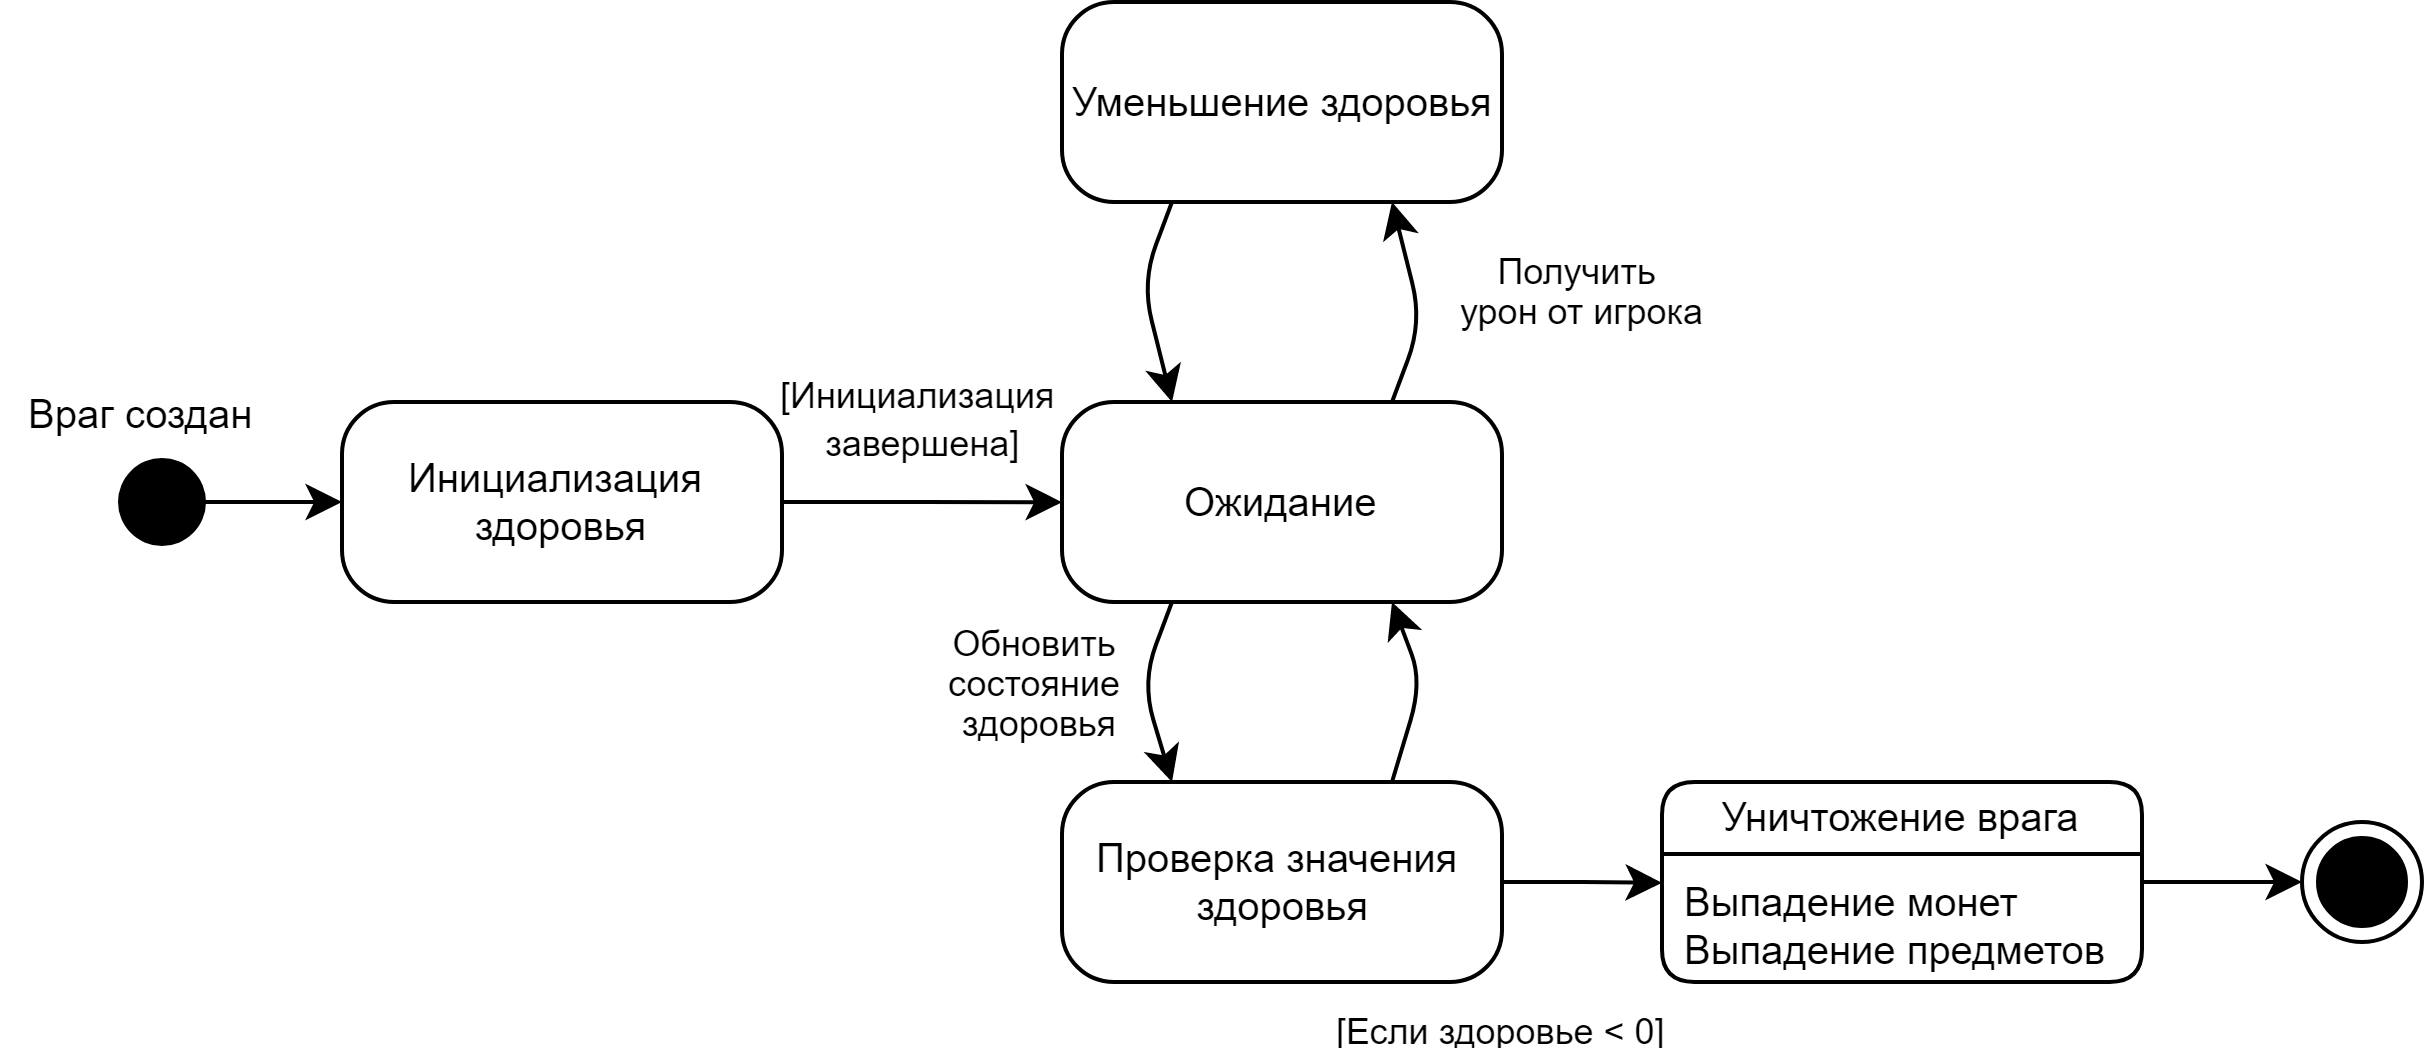 Уменьшение здоровья
Получить
урон от игрока
Враг создан
[Инициализация
завершена]
Инициализация
здоровья
Ожидание
Обновить
состояние
здоровья
Проверка значения
здоровья
Уничтожение врага
Выпадение монет
Выпадение предметов
[Если здоровье < 0]